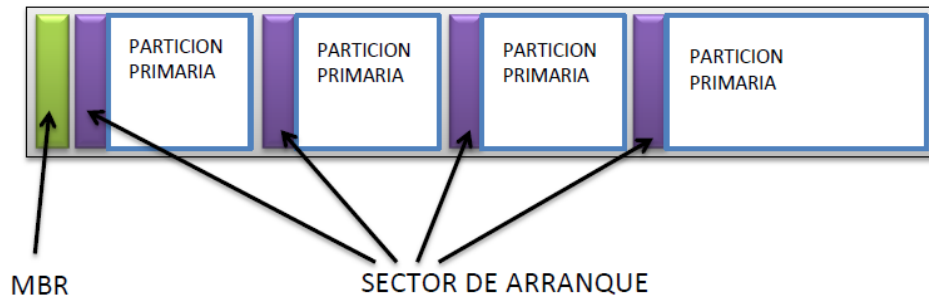 PARTICION
PRIMARIA
PARTICION
PRIMARIA
PARTICION
PRIMARIA
PARTICION
PRIMARIA
MBR
SECTOR DE ARRANQUE